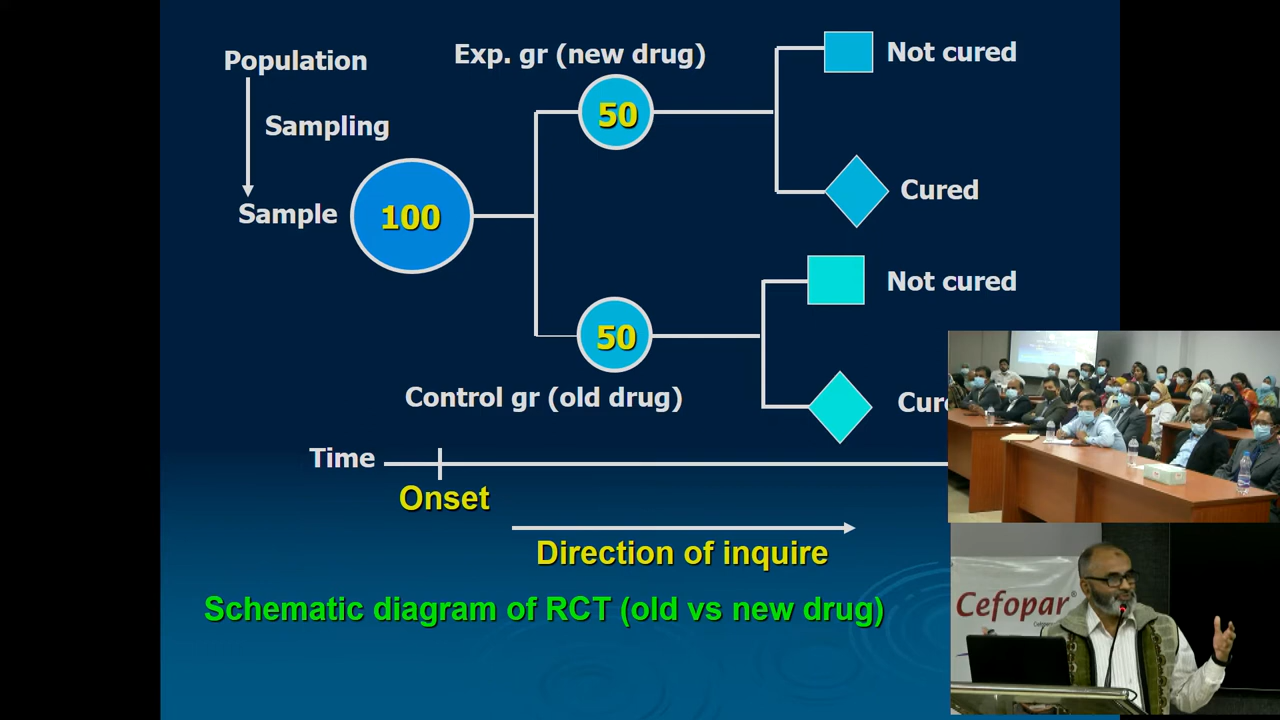 Population
Sampling
Sample
100
Exp. gr (new drug)
50
Not cured
Cured
50
Control gr (old drug)
Not cured
Time
Onset
Direction of inquire
Schematic diagram of RCT (old vs new drug)
Cefopar®